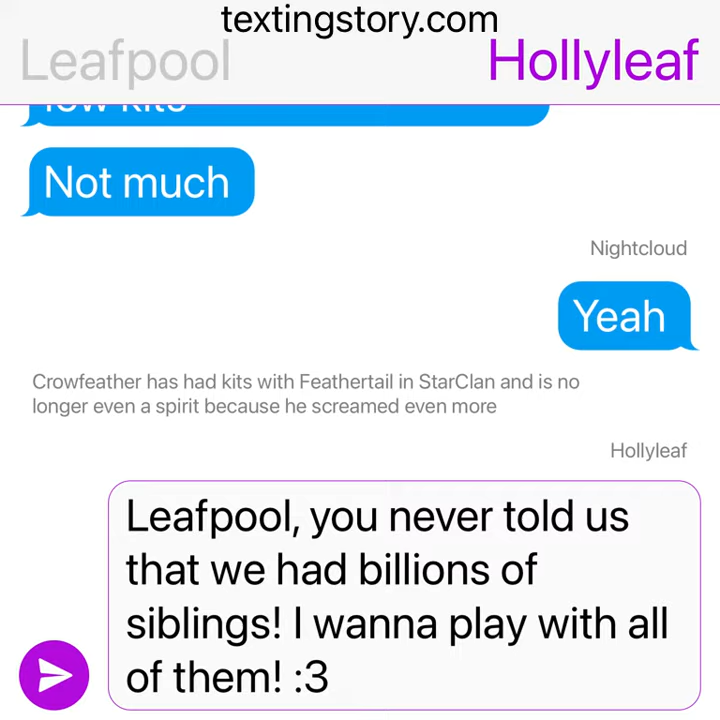 textingstory.com
Leafpool Hollyleaf
few kits
Not much
Nightcloud
Yeah
Crowfeather has had kits with Feathertail in StarClan and is no
longer even a spirit because he screamed even more
Hollyleaf
Leafpool, you never told us
that we had billions of
siblings! I wanna play with all
of them! :3